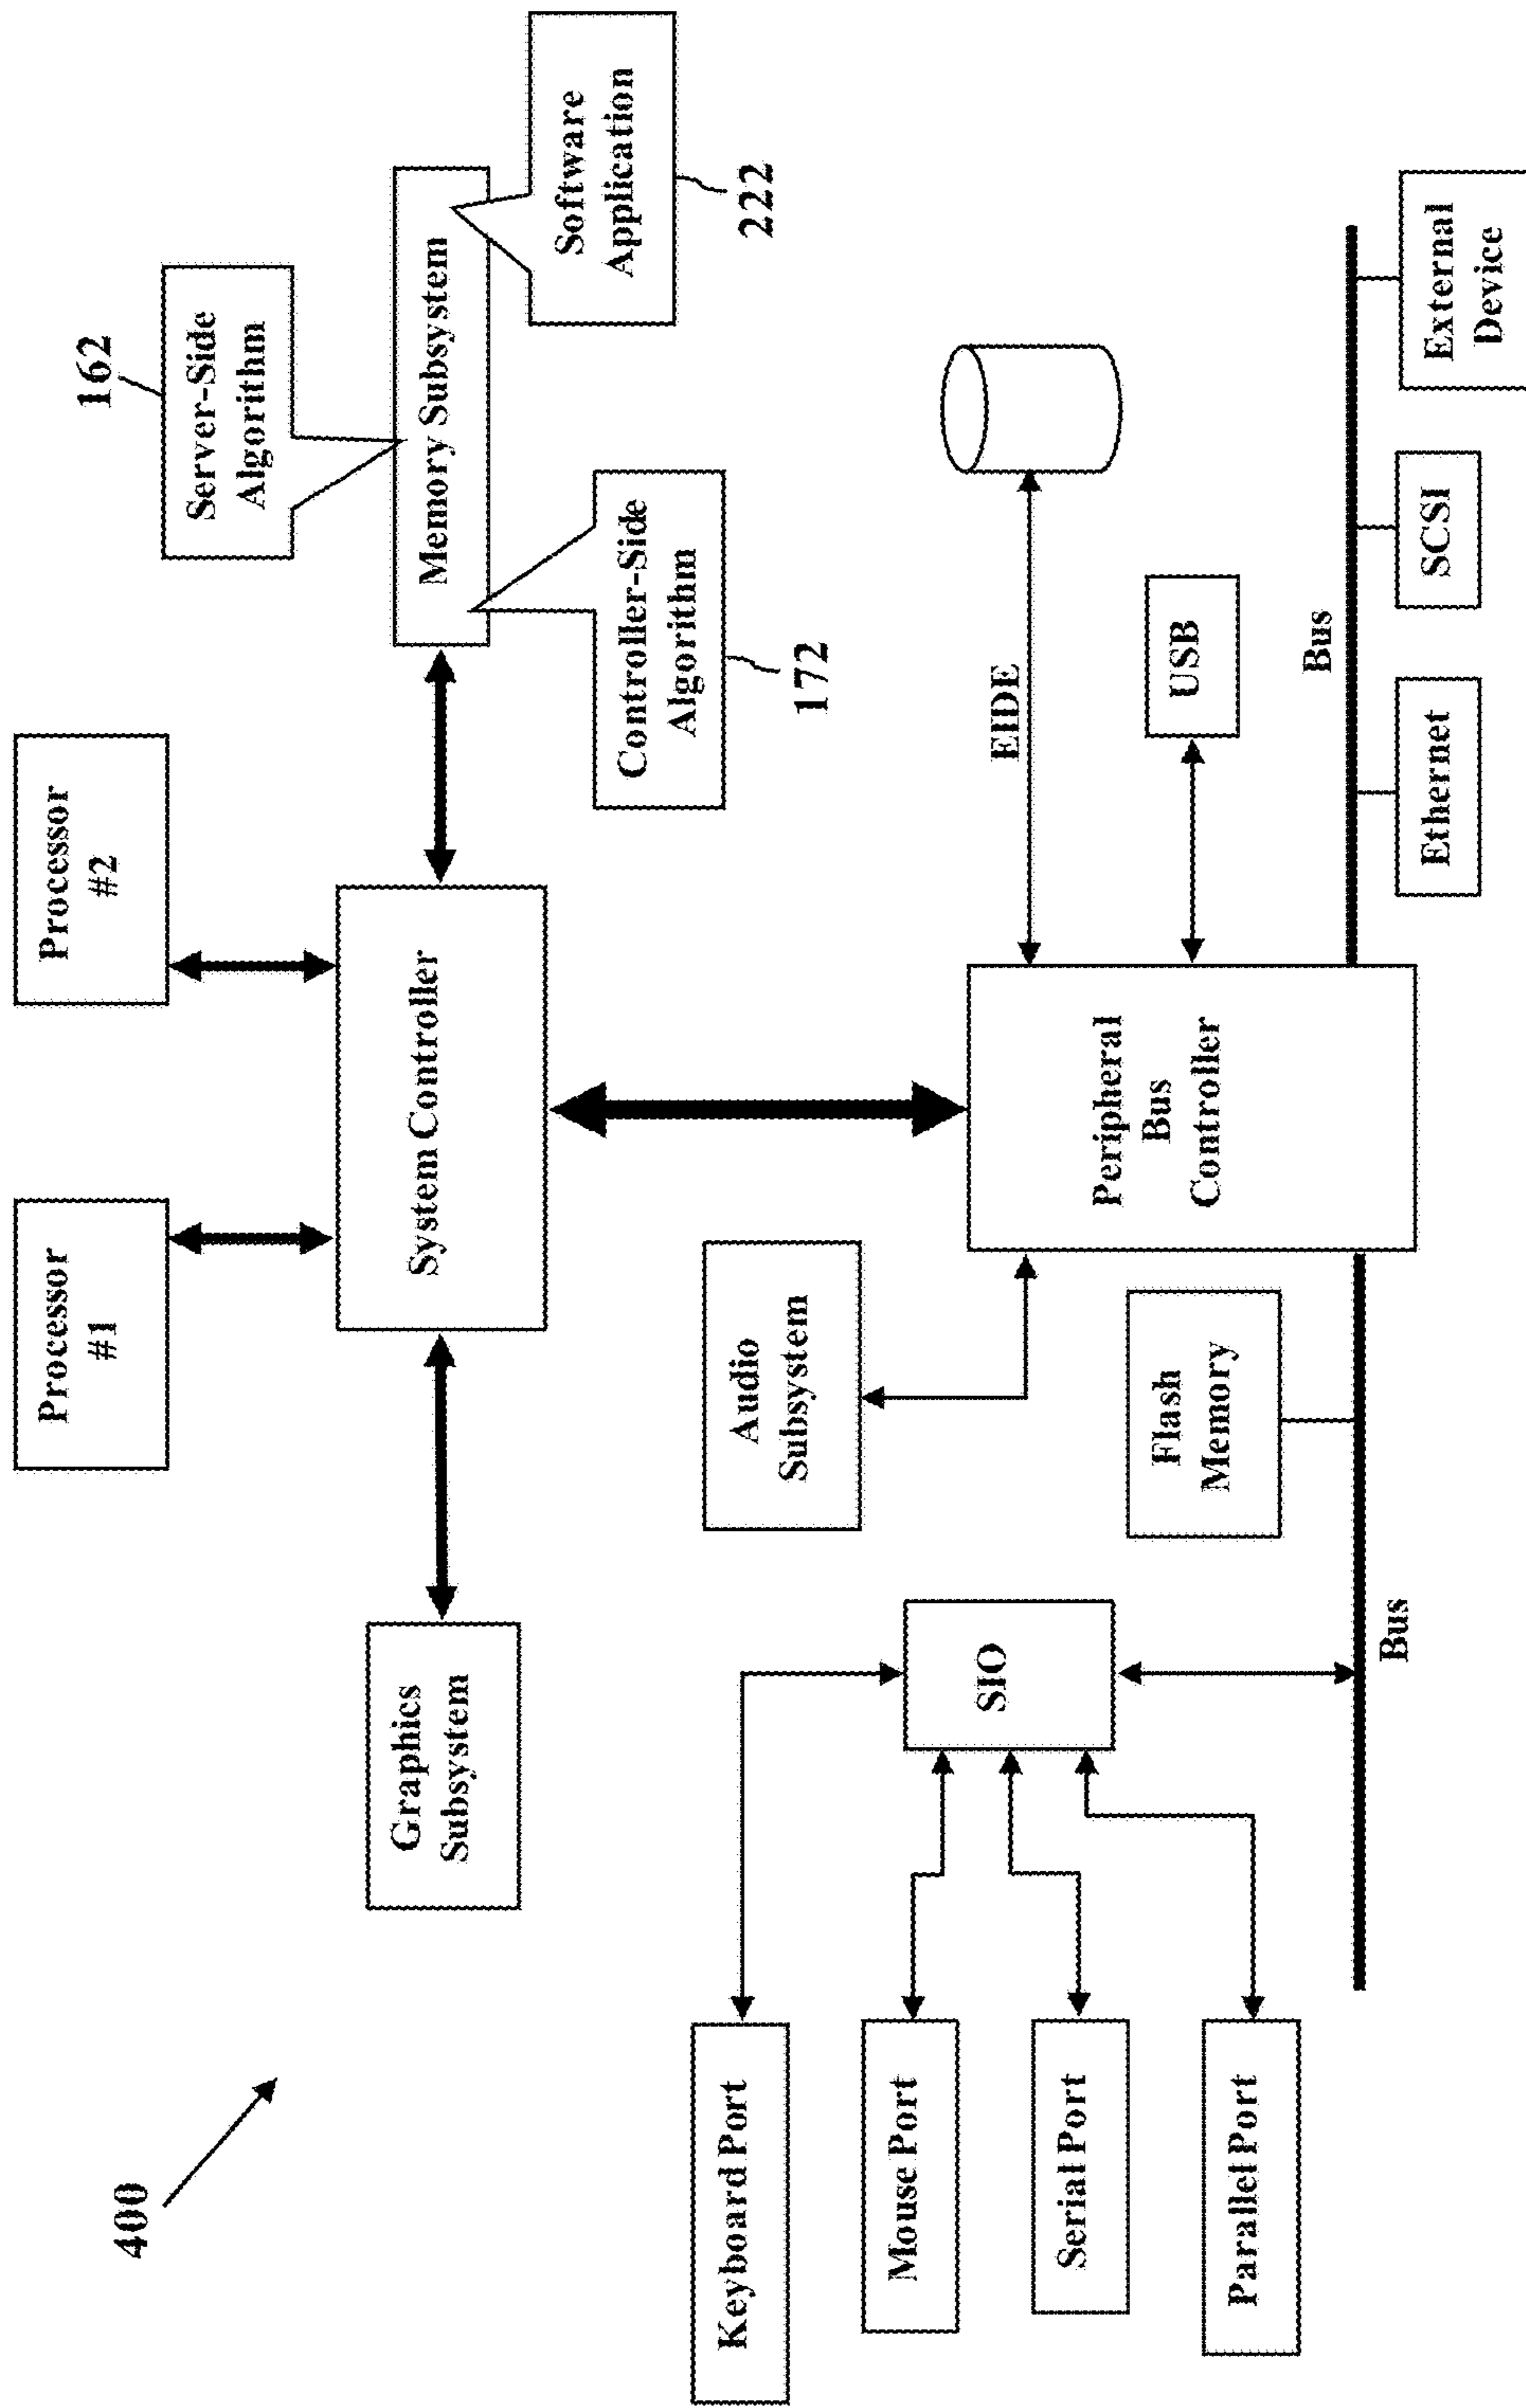 400
Processor
#1
Processor
#2
162
Server-Side
Algorithm
Graphics
Subsystem
System Controller
Memory Subsystem
Controller-Side
Algorithm
172
Software
Application
222
Keyboard Port
Mouse Port
Serial Port
Parallel Port
SIO
Audio
Subsystem
Flash
Memory
Bus
Peripheral
Bus
Controller
EIDE
USB
Bus
Ethernet
SCSI
External
Device